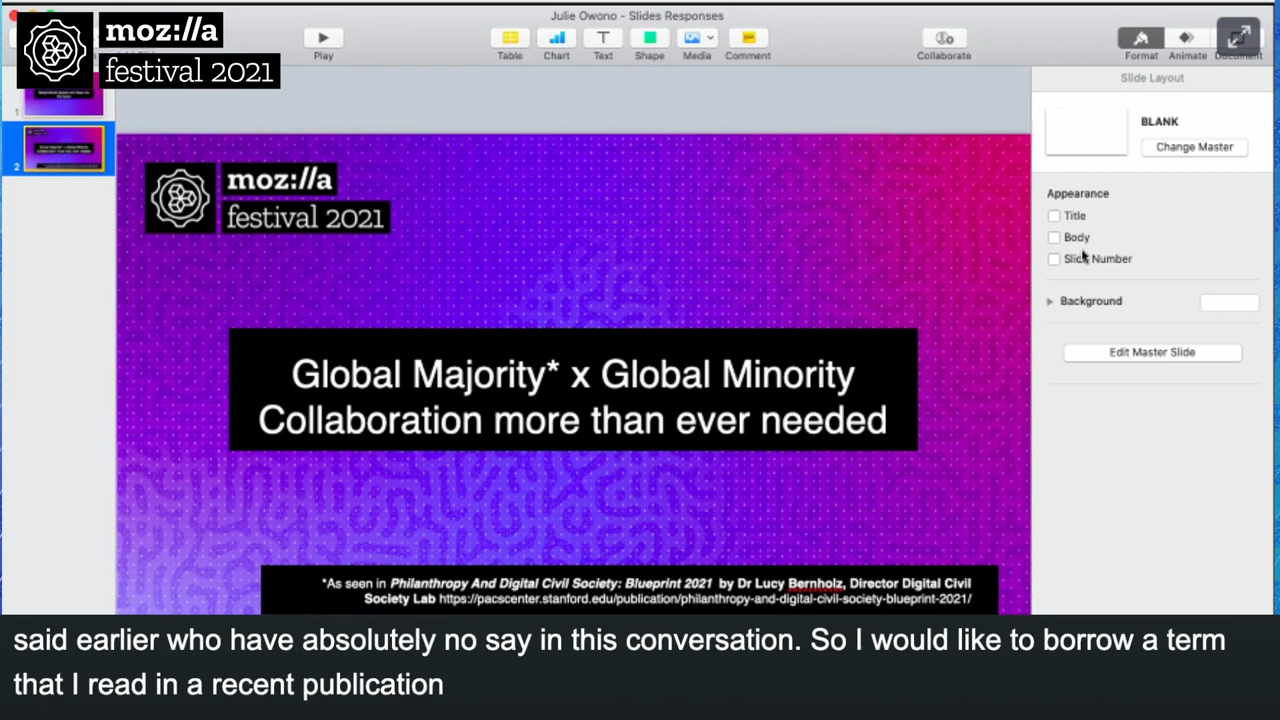 Julie Owono - Slides Responses
moz://a
festival 2021
Play
Table
Chart
Text
Shape
Media
Comment
Collaborate
Format
Animate
Document
Slide Layout
1
2
BLANK
Change Master
Appearance
Title
Body
Slide Number
Background
Edit Master Slide
moz://a
festival 2021
Global Majority* x Global Minority
Collaboration more than ever needed
*As seen in Philanthropy And Digital Civil Society: Blueprint 2021 by Dr Lucy Bernholz, Director Digital Civil
Society Lab https://pacscenter.stanford.edu/publication/philanthropy-and-digital-civil-society-blueprint-2021/
said earlier who have absolutely no say in this conversation. So I would like to borrow a term
that I read in a recent publication